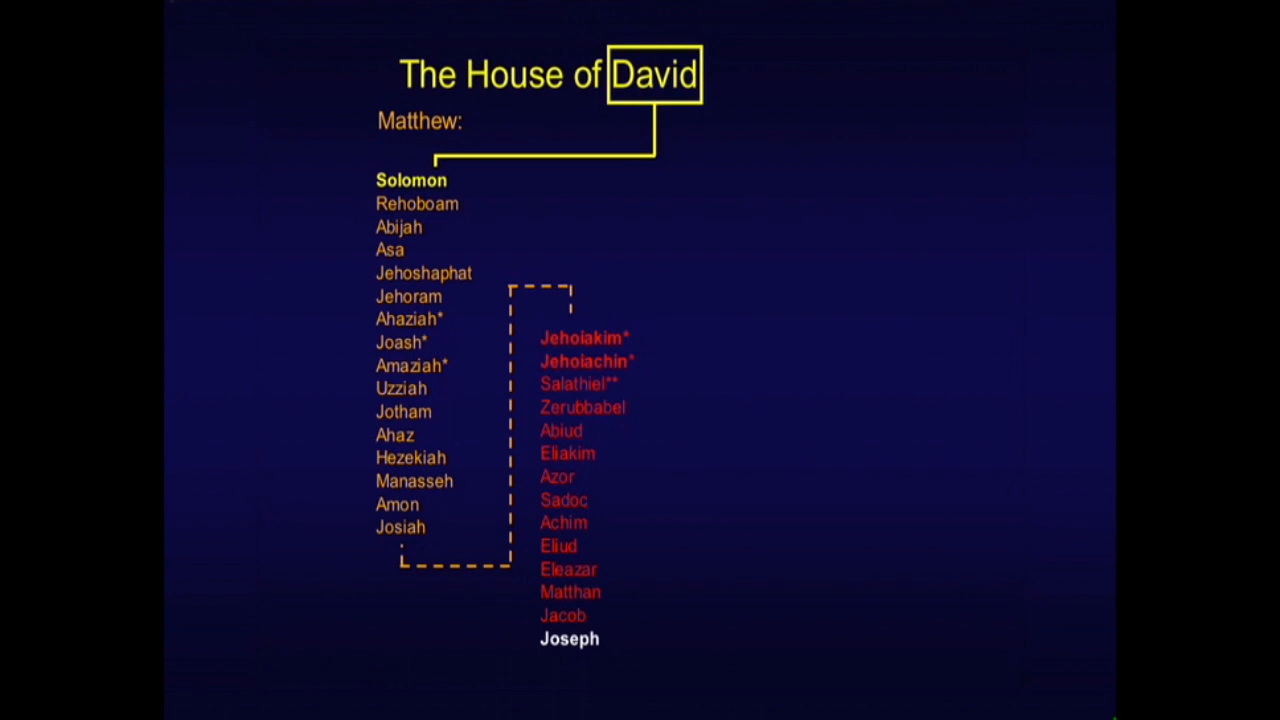 The House of David
Matthew:
Solomon
Rehoboam
Abijah
Asa
Jehoshaphat
Jehoram
Ahaziah*
Joash*
Amaziah*
Uzziah
Jotham
Ahaz
Hezekiah
Manasseh
Amon
Josiah
Jehoiakim*
Jehoiachin*
Salathiel**
Zerubbabel
Abiud
Eliakim
Azor
Sadoc
Achim
Eliud
Eleazar
Matthan
Jacob
Joseph